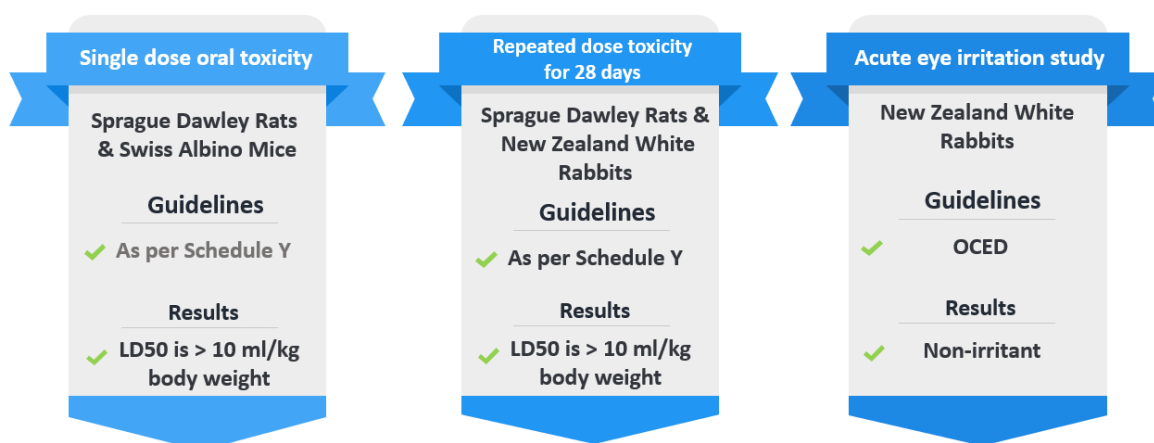 Single dose oral toxicity
Sprague Dawley Rats
& Swiss Albino Mice
Guidelines
As per Schedule Y
Results
LD50 is > 10 ml/kg
body weight
Repeated dose toxicity
for 28 days
Sprague Dawley Rats &
New Zealand White
Rabbits
Guidelines
As per Schedule Y
Results
LD50 is > 10 ml/kg
body weight
Acute eye irritation study
New Zealand White
Rabbits
Guidelines
OCED
Results
Non-irritant